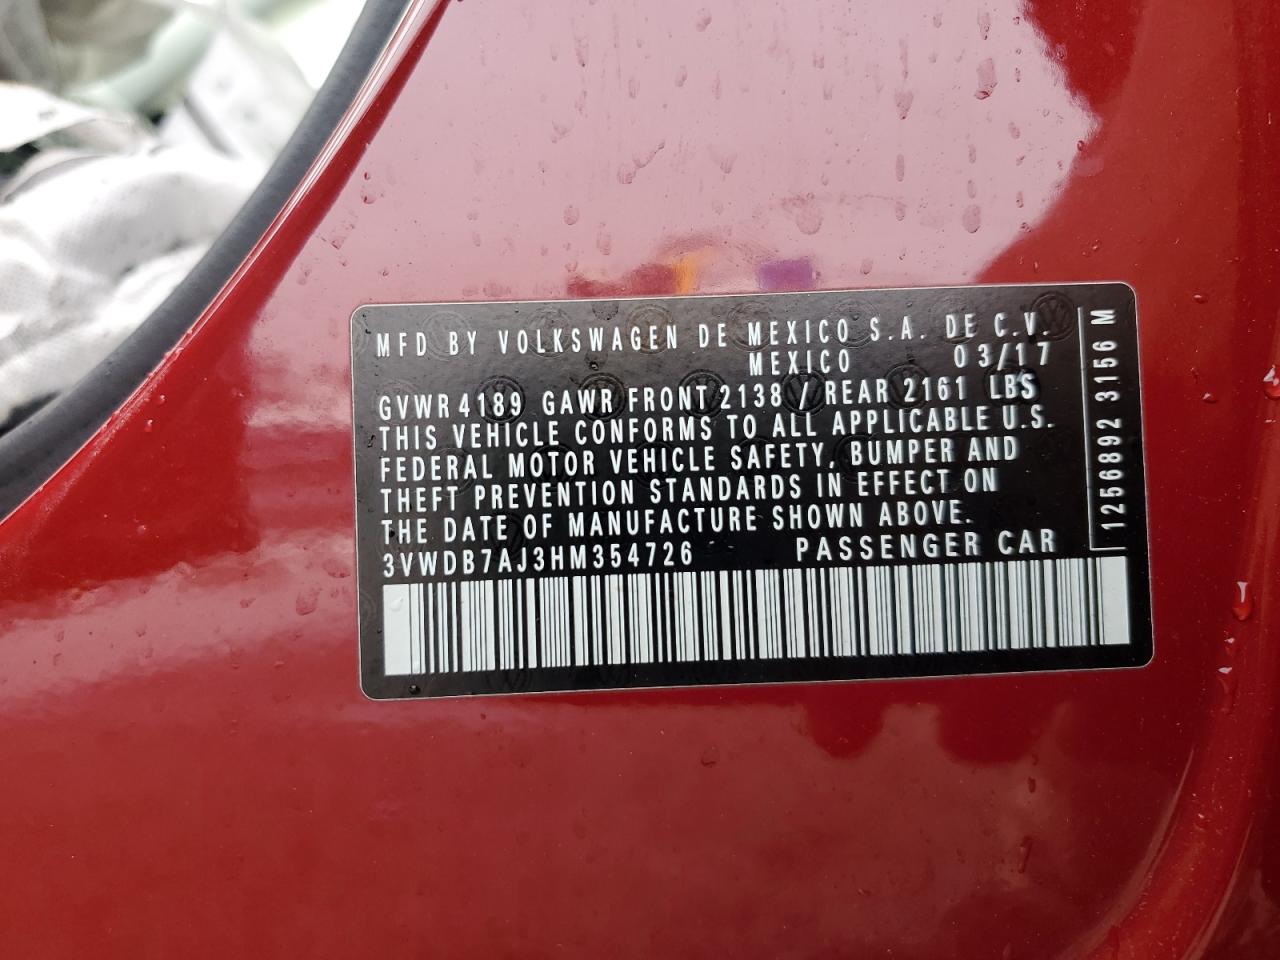 MFD BY VOLKSWAGEN DE MEXICO S.A. DE C.V.
MEXICO 03/17
GVWR 4189 GAWR FRONT 2138 / REAR 2161 LBS
THIS VEHICLE CONFORMS TO ALL APPLICABLE U.S.
FEDERAL MOTOR VEHICLE SAFETY, BUMPER AND
THEFT PREVENTION STANDARDS IN EFFECT ON
THE DATE OF MANUFACTURE SHOWN ABOVE.
3VWDB7AJ3HM354726 PASSENGER CAR
1256892 3156 M